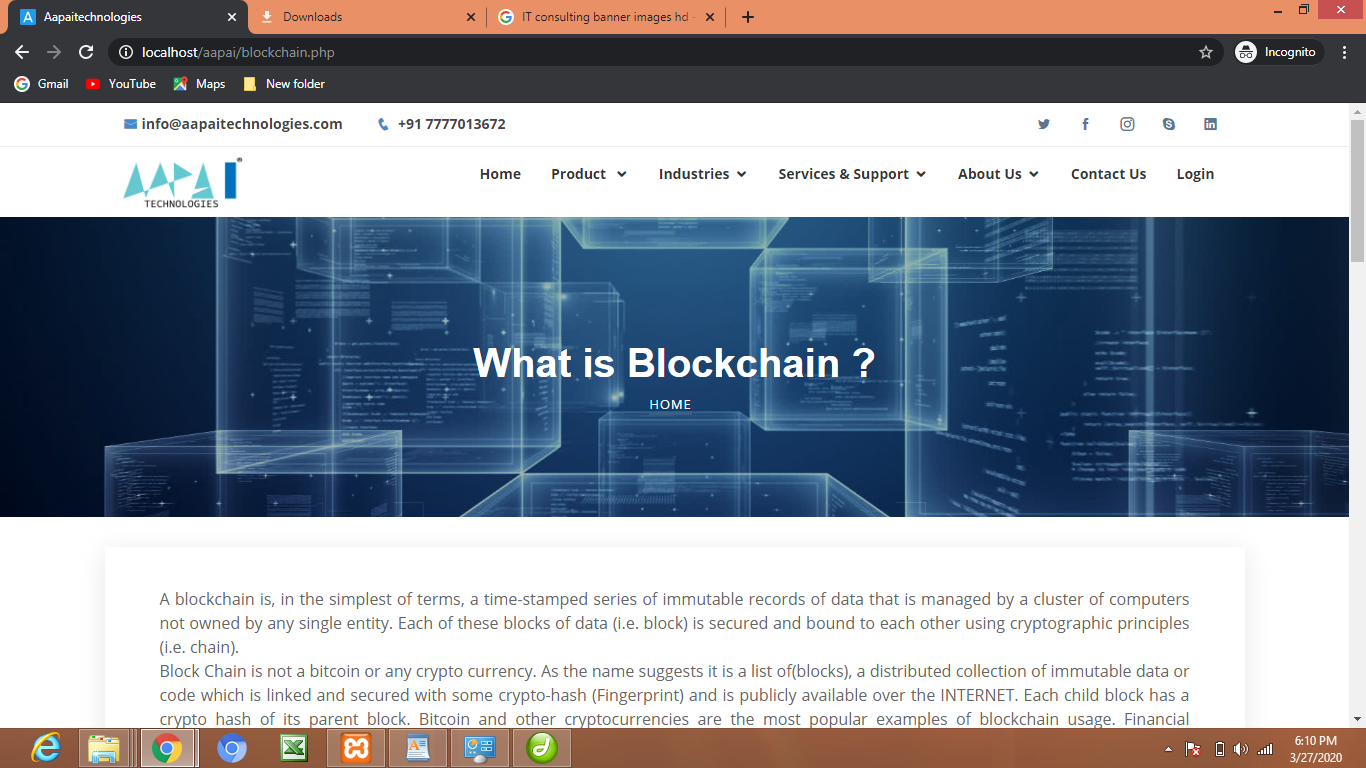 Aapaitechnologies
Downloads
IT consulting banner images hd -
localhost/aapai/blockchain.php
Incognito
Gmail
YouTube
Maps
New folder
info@aapaitechnologies.com
+91 7777013672
AAPAI
TECHNOLOGIES
Home
Product
Industries
Services & Support
About Us
Contact Us
Login
What is Blockchain ?
HOME
A blockchain is, in the simplest of terms, a time-stamped series of immutable records of data that is managed by a cluster of computers
not owned by any single entity. Each of these blocks of data (i.e. block) is secured and bound to each other using cryptographic principles
(i.e. chain).
Block Chain is not a bitcoin or any crypto currency. As the name suggests it is a list of(blocks), a distributed collection of immutable data or
code which is linked and secured with some crypto-hash (Fingerprint) and is publicly available over the INTERNET. Each child block has a
crypto hash of its parent block. Bitcoin and other cryptocurrencies are the most popular examples of blockchain usage. Financial
6:10 PM
3/27/2020